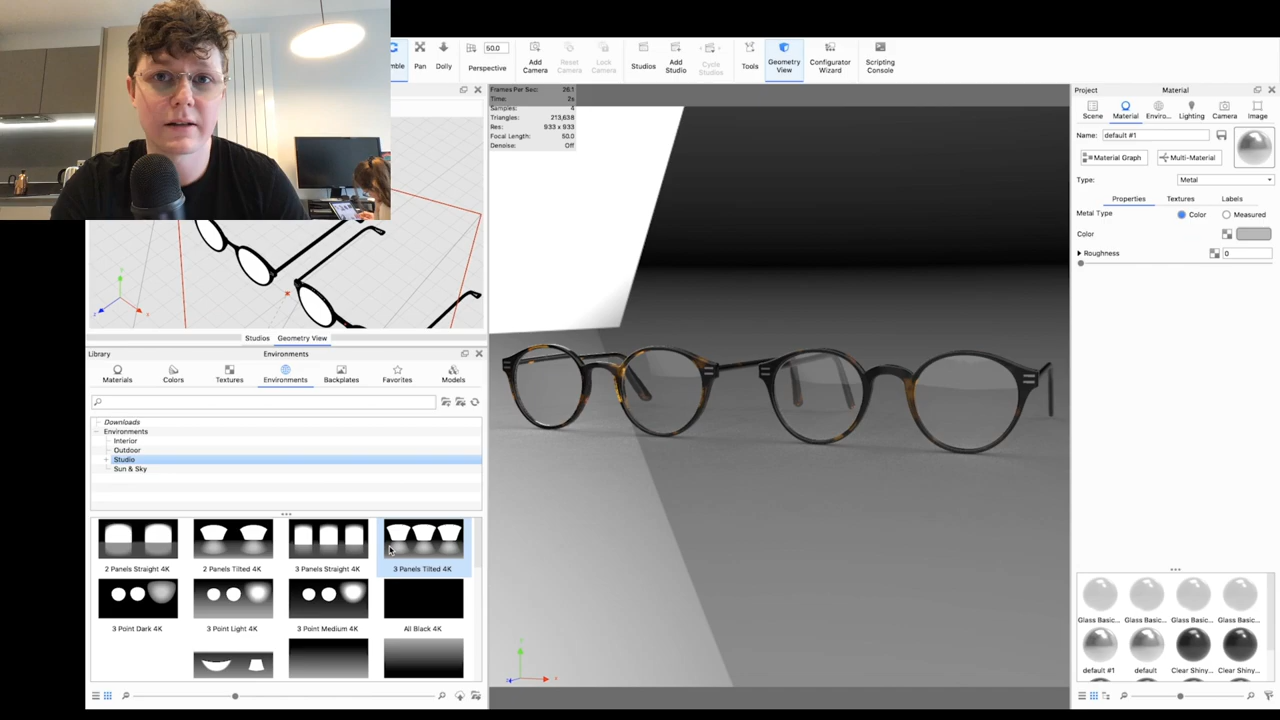 mble
Pan
Dolly
50.0
Perspective
Add
Camera
Reset
Camera
Lock
Camera
Studios
Add
Studio
Cycle
Studios
Tools
Geometry
View
Configurator
Wizard
Scripting
Console
Frames Per Sec: 26.1
Time: 2s
Samples: 4
Triangles: 213,638
Res: 933 x 933
Focal Length: 50.0
Denoise: Off
Studios
Geometry View
Library
Environments
Materials
Colors
Textures
Environments
Backplates
Favorites
Models
Downloads
Environments
Interior
Outdoor
Studio
Sun & Sky
2 Panels Straight 4K
2 Panels Tilted 4K
3 Panels Straight 4K
3 Panels Tilted 4K
3 Point Dark 4K
3 Point Light 4K
3 Point Medium 4K
All Black 4K
Project
Material
Scene
Material
Enviro...
Lighting
Camera
Image
Name: default #1
Material Graph
Multi-Material
Type: Metal
Properties
Textures
Labels
Metal Type
Color
Measured
Color
Roughness
0
Glass Basic...
Glass Basic...
Glass Basic...
Glass Basic...
default #1
default
Clear Shiny...
Clear Shiny...